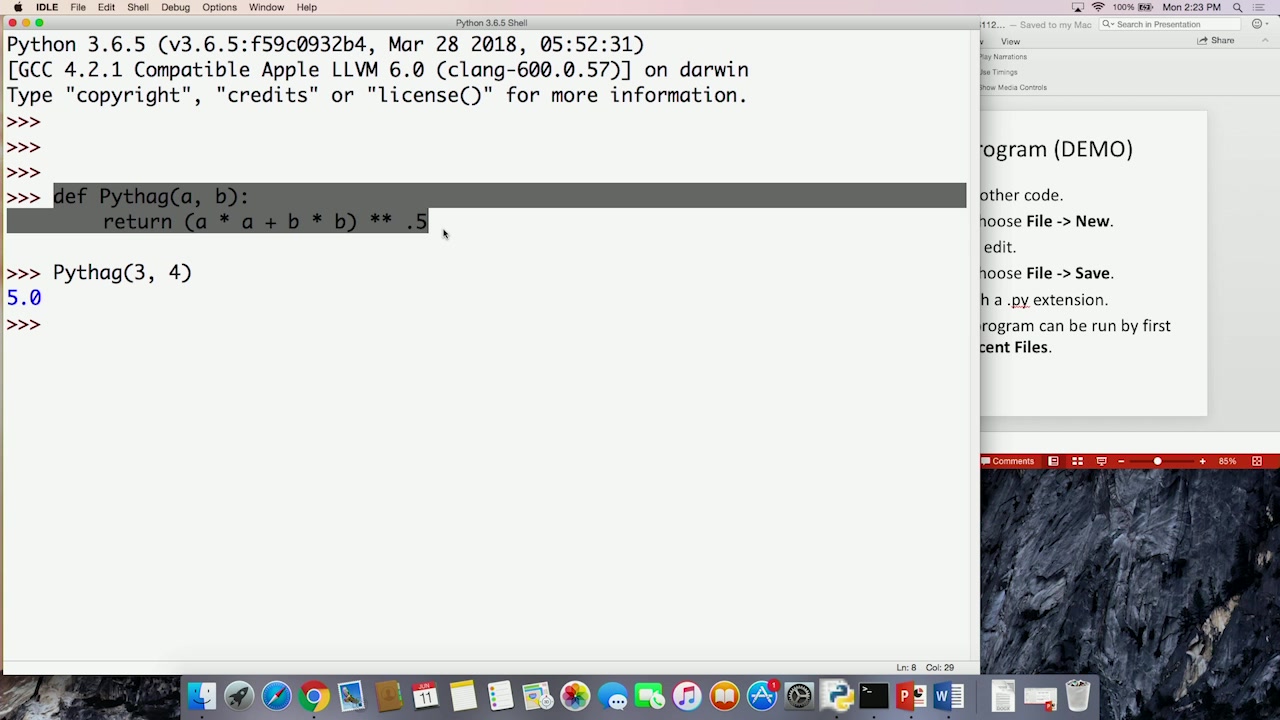 IDLE File Edit Shell Debug Options Window Help 100% Mon 2:23 PM
Python 3.6.5 Shell
Python 3.6.5 (v3.6.5:f59c0932b4, Mar 28 2018, 05:52:31)
[GCC 4.2.1 Compatible Apple LLVM 6.0 (clang-600.0.57)] on darwin
Type "copyright", "credits" or "license()" for more information.
>>>
>>>
>>>
>>> def Pythag(a, b):
return (a * a + b * b) ** .5
>>> Pythag(3, 4)
5.0
>>>
Ln: 8 Col: 29
112... — Saved to my Mac
Search in Presentation
View
Share
Play Narrations
Use Timings
Show Media Controls
rogram (DEMO)
other code.
hoose File -> New.
edit.
hoose File -> Save.
h a .py extension.
rogram can be run by first
cent Files.
Comments
85%
JUN
11
1